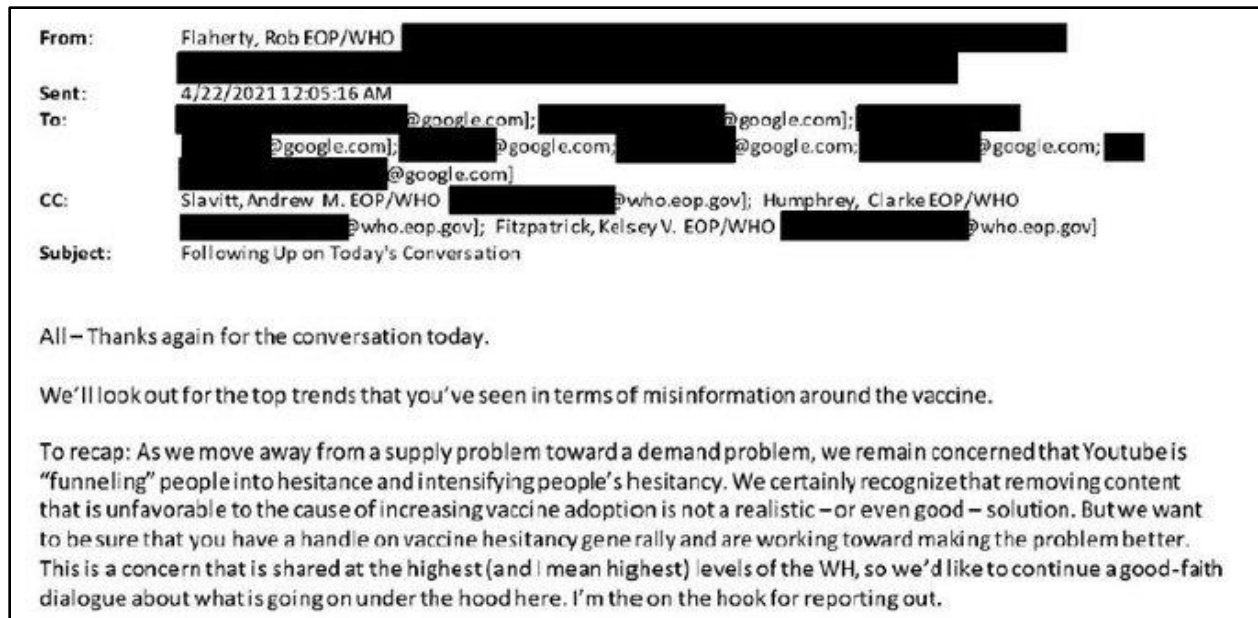 From: Flaherty, Rob EOP/WHO
Sent: 4/22/2021 12:05:16 AM
To: @google.com]; @google.com];
@google.com]; @google.com; @google.com; @google.com;
@google.com]
CC: Slavitt, Andrew M. EOP/WHO @who.eop.gov]; Humphrey, Clarke EOP/WHO
@who.eop.gov]; Fitzpatrick, Kelsey V. EOP/WHO @who.eop.gov]
Subject: Following Up on Today's Conversation
All – Thanks again for the conversation today.
We'll look out for the top trends that you've seen in terms of misinformation around the vaccine.
To recap: As we move away from a supply problem toward a demand problem, we remain concerned that Youtube is
“funneling” people into hesitance and intensifying people's hesitancy. We certainly recognize that removing content
that is unfavorable to the cause of increasing vaccine adoption is not a realistic – or even good – solution. But we want
to be sure that you have a handle on vaccine hesitancy generally and are working toward making the problem better.
This is a concern that is shared at the highest (and I mean highest) levels of the WH, so we'd like to continue a good-faith
dialogue about what is going on under the hood here. I'm the on the hook for reporting out.